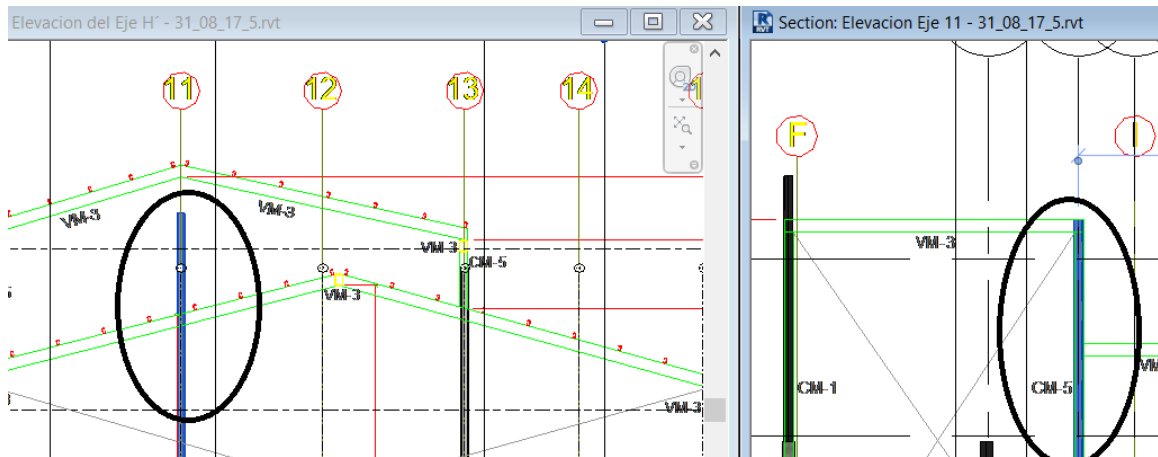 Elevacion del Eje H´ - 31_08_17_5.rvt
11
12
13
14
VM-3
VM-3
VM-3
CM-5
VM-3
VM-3
Section: Elevacion Eje 11 - 31_08_17_5.rvt
F
I
VM-3
CM-1
CM-5